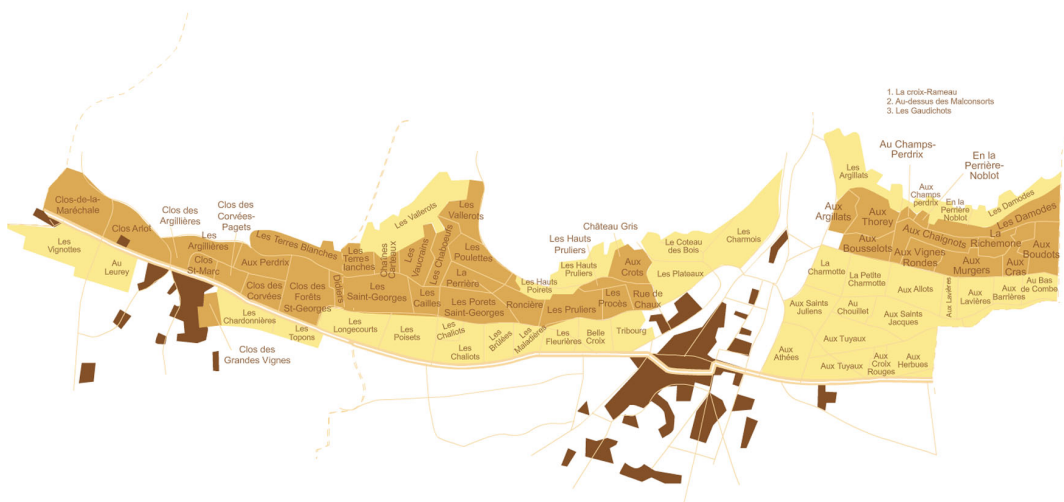 1. La croix-Rameau
2. Au-dessus des Malconsorts
3. Les Gaudichots
Au Champs-
Perdrix
En la
Perrière-
Noblot
Les
Argillats
Aux
Champs
perdrix
En la
Perrière
Noblot
Les Damodes
Les Damodes
Clos-de-la-
Maréchale
Clos Arlot
Clos des
Argillières
Clos des
Corvées-
Pagets
Les
Argillières
Clos
St-Marc
Les Terres Blanches
Aux Perdrix
Clos des
Corvées
Clos des
Forêts
St-Georges
Didiers
Les
Terres
lanches
Chaînes
Carteaux
Les Vallerots
Les
Vallerots
Les
Vaucrains
Les Chaboeufs
Les
Poulettes
La
Perrière
Les
Saint-Georges
Les
Cailles
Les Porets
Saint-Georges
Les Hauts
Poirets
Roncière
Les Hauts
Pruliers
Les Hauts
Pruliers
Château Gris
Les Pruliers
Aux
Crots
Les
Procès
Rue de
Chaux
Le Coteau
des Bois
Les
Charmois
Les Plateaux
Les
Vignottes
Au
Leurey
Les
Chardonnières
Clos des
Grandes Vignes
Les
Topons
Les
Longecourts
Les
Poisets
Les
Chaliots
Les
Chaliots
Les
Brûlées
Les
Maladières
Les
Fleurières
Belle
Croix
Tribourg
Aux
Argillats
Aux
Thorey
Aux
Bousselots
Aux Chaignots
Aux Vignes
Rondes
La
Richemone
Aux
Murgers
Aux
Cras
Aux
Boudots
La
Charmotte
La Petite
Charmotte
Aux Allots
Aux Lavières
Aux
Lavières
Aux
Barrières
Au Bas
de Combe
Aux Saints
Juliens
Au
Chouillet
Aux Saints
Jacques
Aux
Athées
Aux Tuyaux
Aux Tuyaux
Aux
Croix
Rouges
Aux
Herbues